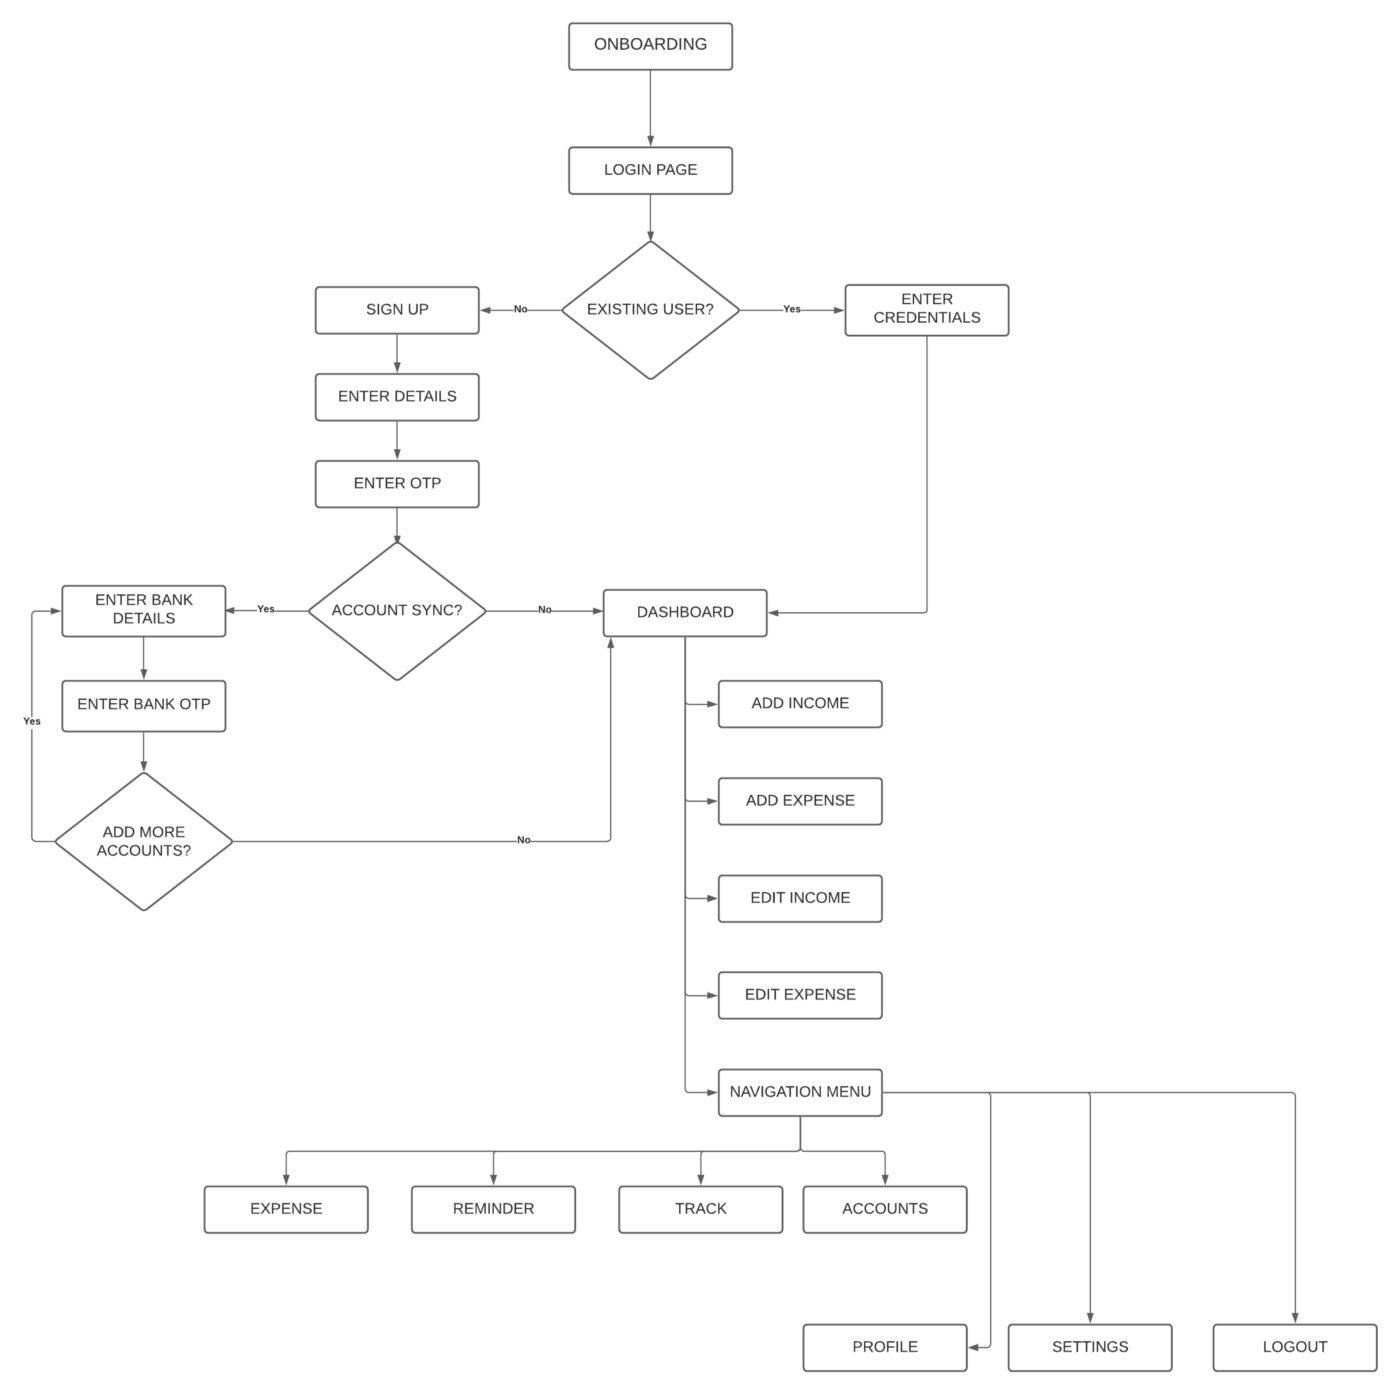 ONBOARDING
LOGIN PAGE
EXISTING USER?
No
Yes
SIGN UP
ENTER
CREDENTIALS
ENTER DETAILS
ENTER OTP
ACCOUNT SYNC?
Yes
No
ENTER BANK
DETAILS
DASHBOARD
ENTER BANK OTP
Yes
ADD MORE
ACCOUNTS?
No
ADD INCOME
ADD EXPENSE
EDIT INCOME
EDIT EXPENSE
NAVIGATION MENU
EXPENSE
REMINDER
TRACK
ACCOUNTS
PROFILE
SETTINGS
LOGOUT